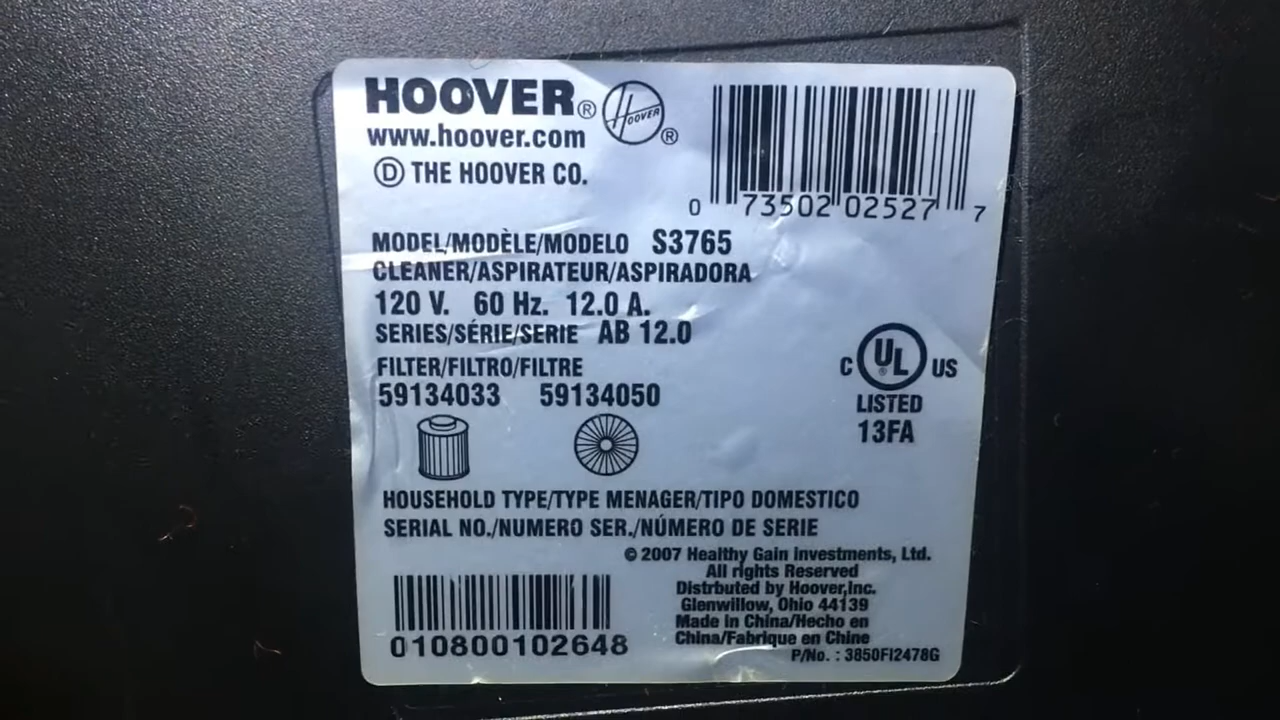 HOOVER®
HOOVER ®
www.hoover.com
Ⓓ THE HOOVER CO.
0 73502 02527 7
MODEL/MODÈLE/MODELO S3765
CLEANER/ASPIRATEUR/ASPIRADORA
120 V. 60 Hz. 12.0 A.
SERIES/SÉRIE/SERIE AB 12.0
FILTER/FILTRO/FILTRE
59134033 59134050
C UL® US
LISTED
13FA
HOUSEHOLD TYPE/TYPE MENAGER/TIPO DOMESTICO
SERIAL NO./NUMERO SER./NÚMERO DE SERIE
010800102648
© 2007 Healthy Gain Investments, Ltd.
All rights Reserved
Distrbuted by Hoover,Inc.
Glenwillow, Ohio 44139
Made in China/Hecho en
China/Fabrique en Chine
P/No. : 3850FI2478G